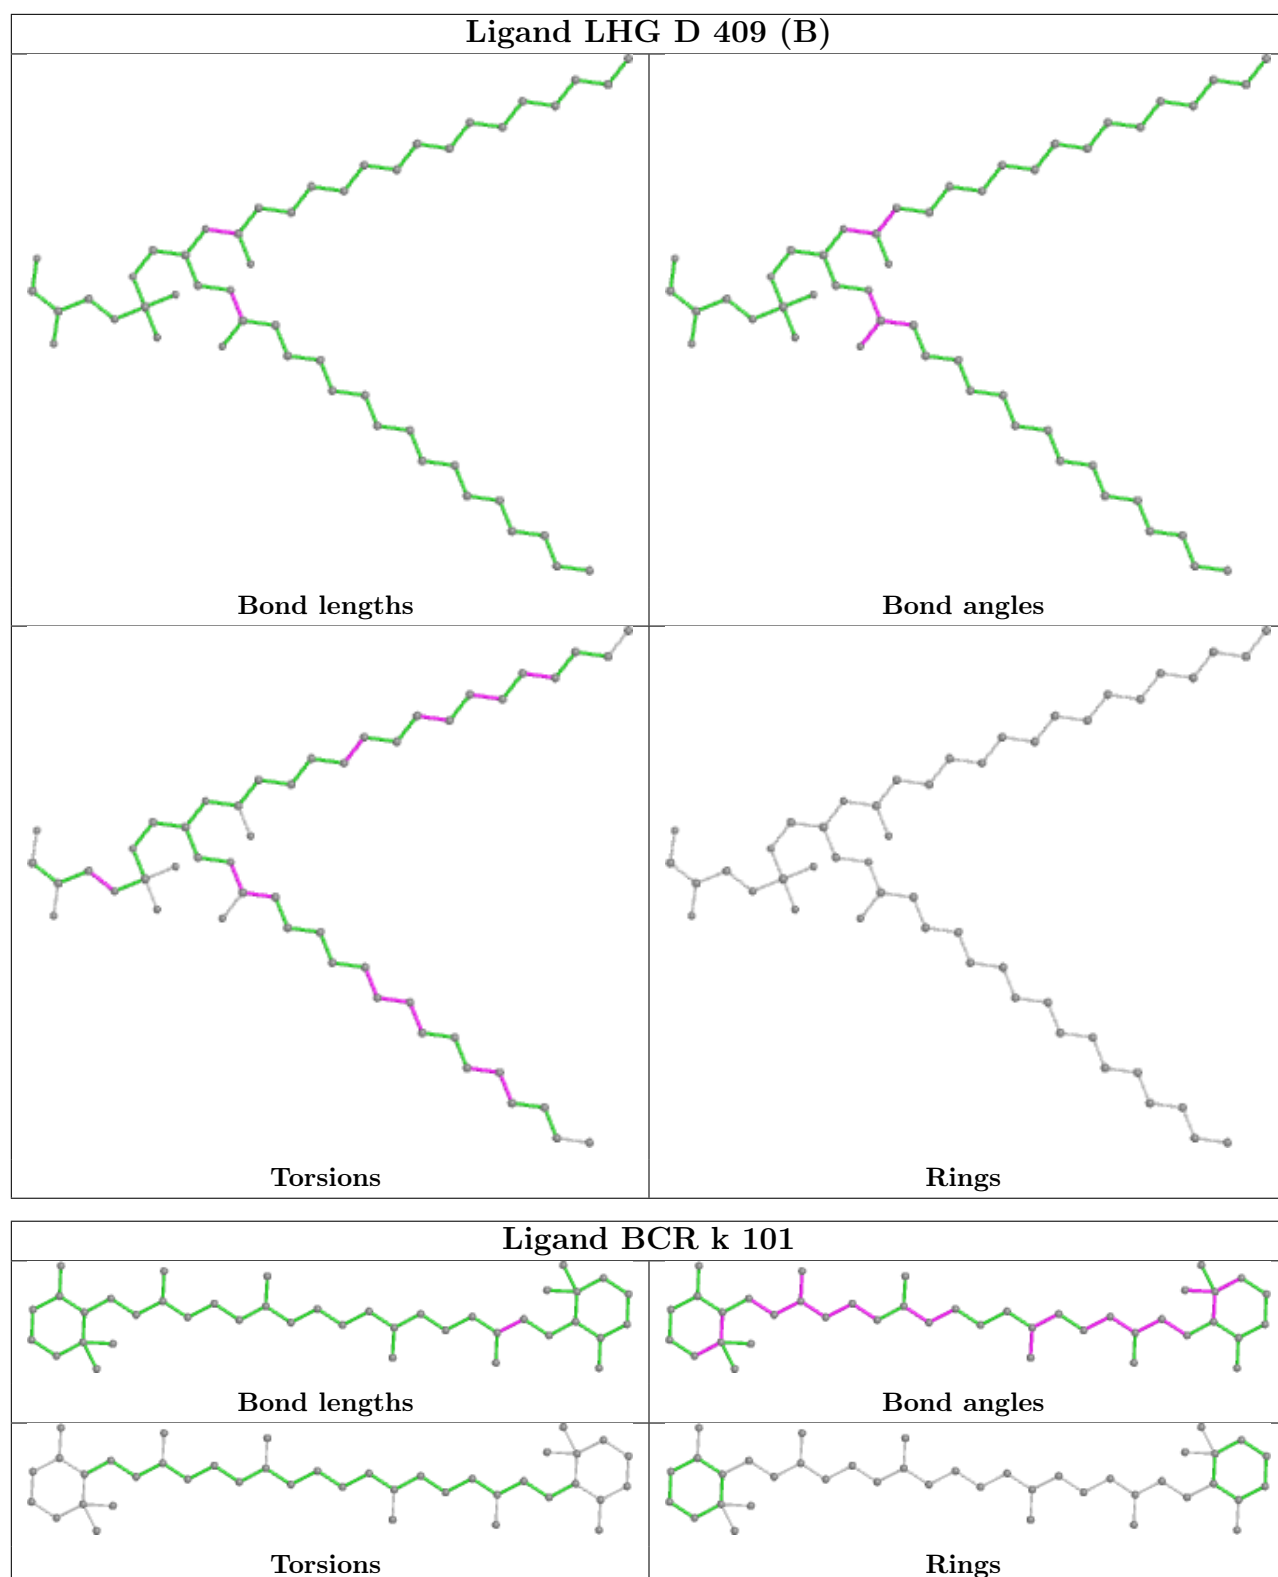 Ligand LHG D 409 (B)
Bond lengths
Bond angles
Torsions
Rings
Ligand BCR k 101
Bond lengths
Bond angles
Torsions
Rings